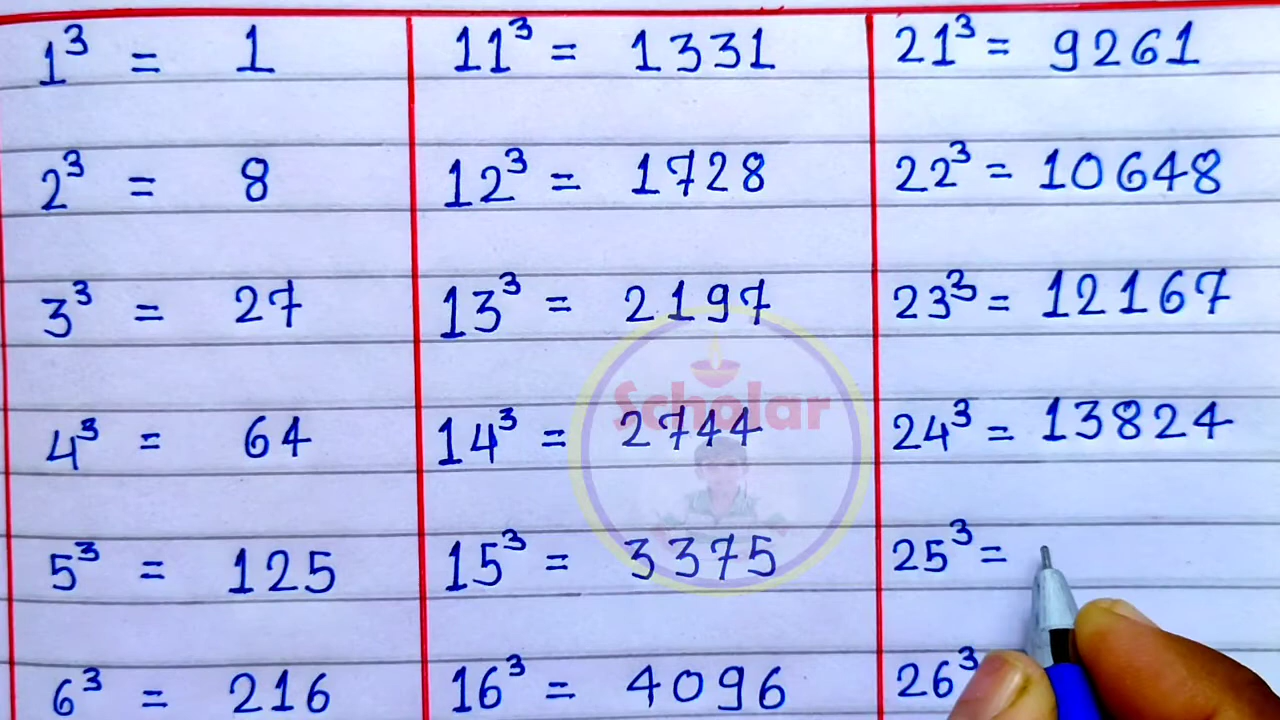 1³ = 1
2³ = 8
3³ = 27
4³ = 64
5³ = 125
6³ = 216
11³ = 1331
12³ = 1728
13³ = 2197
14³ = 2744
15³ = 3375
16³ = 4096
21³ = 9261
22³ = 10648
23³ = 12167
24³ = 13824
25³ =
26³
Scholar